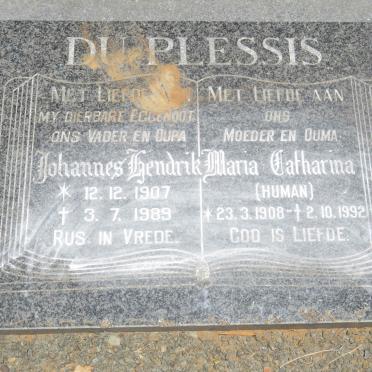 DU PLESSIS
MET LIEFDE AAN
MY DIERBARE EGGENOOT
ONS VADER EN OUPA
Johannes Hendrik
* 12. 12. 1907
† 3. 7. 1989
RUS IN VREDE.
MET LIEFDE AAN
ONS
MOEDER EN OUMA
Maria Catharina
(HUMAN)
* 23. 3. 1908 - † 2. 10. 1992
GOD IS LIEFDE.